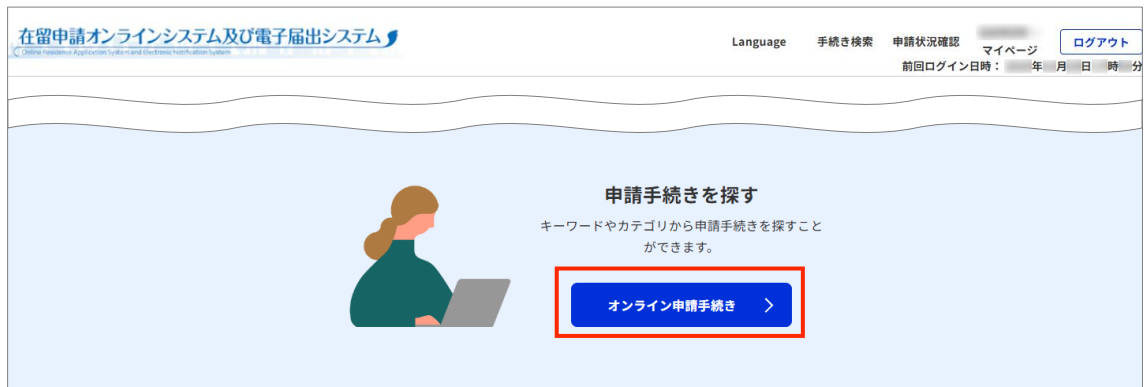 在留申請オンラインシステム及び電子届出システム
Online Residence Application System and Electronic Notification System
Language 手続き検索 申請状況確認 マイページ ログアウト
前回ログイン日時： 年 月 日 時 分
申請手続きを探す
キーワードやカテゴリから申請手続きを探すこと
ができます。
オンライン申請手続き